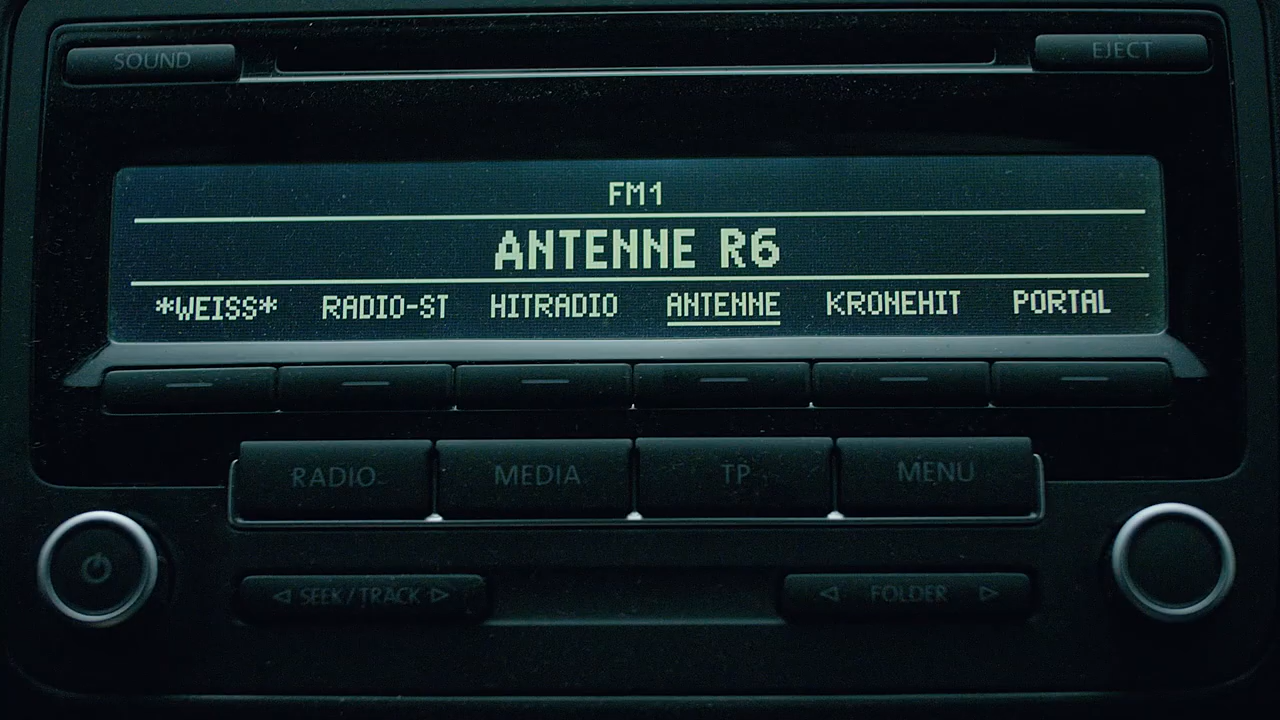 SOUND EJECT
FM1
ANTENNE R6
*WEISS* RADIO-ST HITRADIO ANTENNE KRONEHIT PORTAL
RADIO MEDIA TP MENU
◁ SEEK/TRACK ▷ ◁ FOLDER ▷